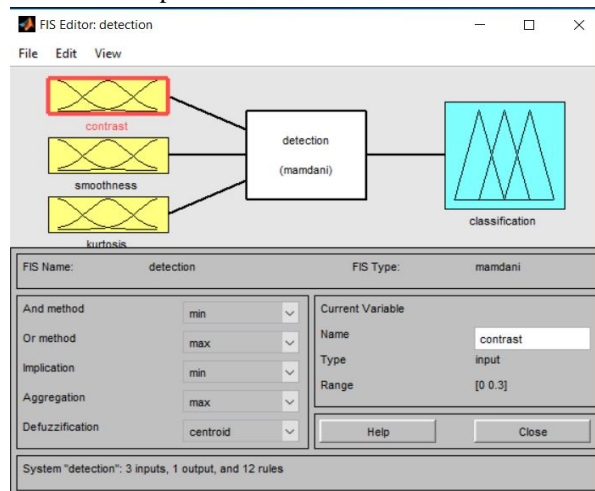 FIS Editor: detection
File Edit View
contrast
smoothness
kurtosis
detection
(mamdani)
classification
FIS Name: detection FIS Type: mamdani
And method min
Or method max
Implication min
Aggregation max
Defuzzification centroid
Current Variable
Name contrast
Type input
Range [0 0.3]
Help Close
System "detection": 3 inputs, 1 output, and 12 rules